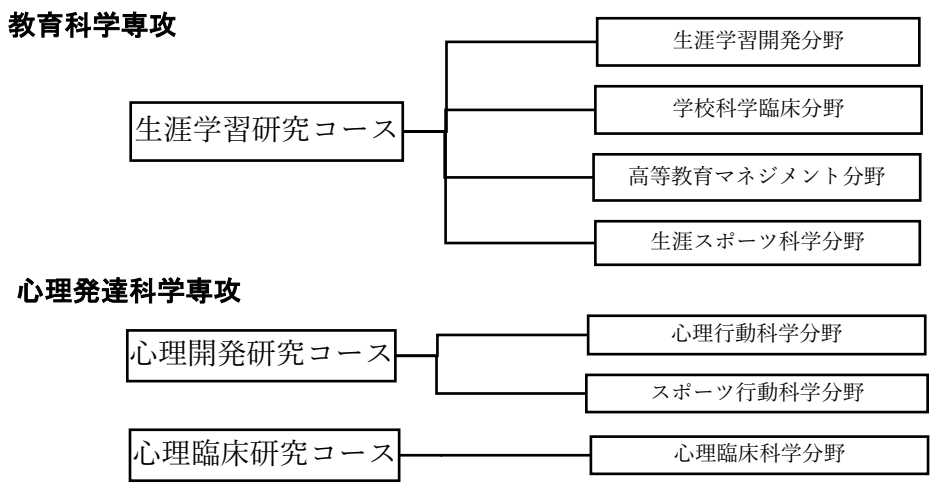 教育科学専攻
生涯学習開発分野
学校科学臨床分野
生涯学習研究コース
高等教育マネジメント分野
生涯スポーツ科学分野
心理発達科学専攻
心理行動科学分野
心理開発研究コース
スポーツ行動科学分野
心理臨床研究コース
心理臨床科学分野